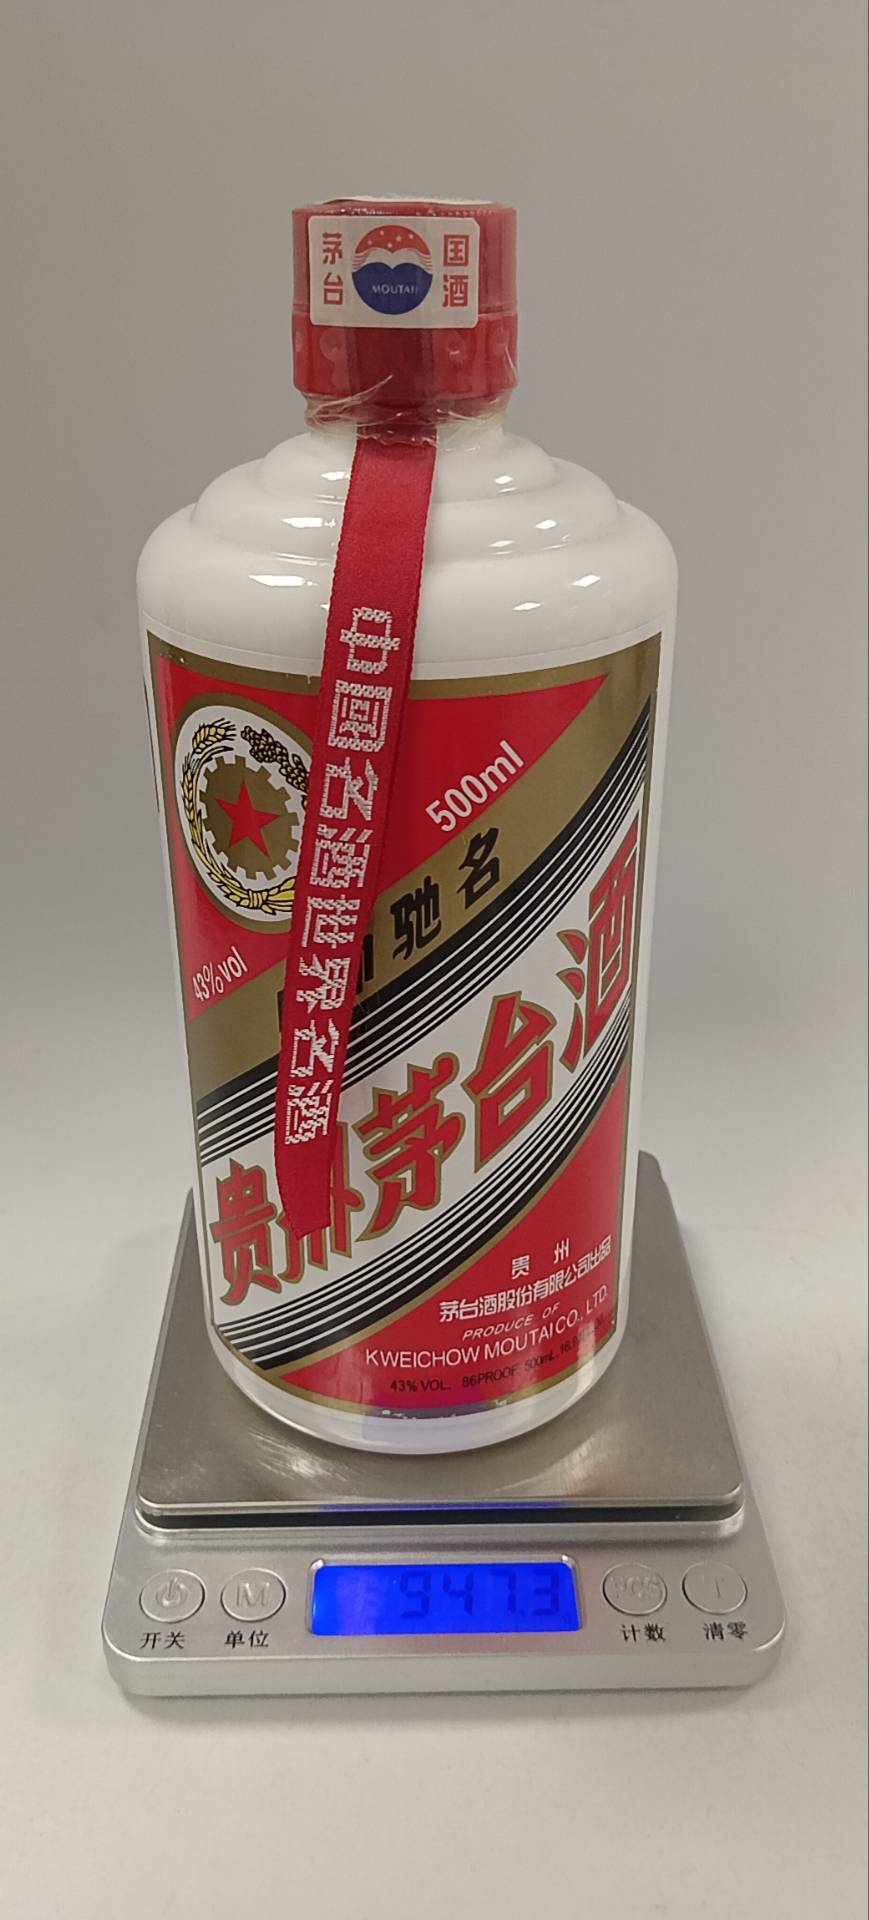 茅台
MOUTAI
国酒
中國名酒世界名酒
500ml
43%vol
驰名
贵州茅台酒
贵州
茅台酒股份有限公司出品
PRODUCE OF
KWEICHOW MOUTAI CO., LTD.
43% VOL. 86PROOF. 500mL.
947.3
M
PCS
T
开关
单位
计数
清零